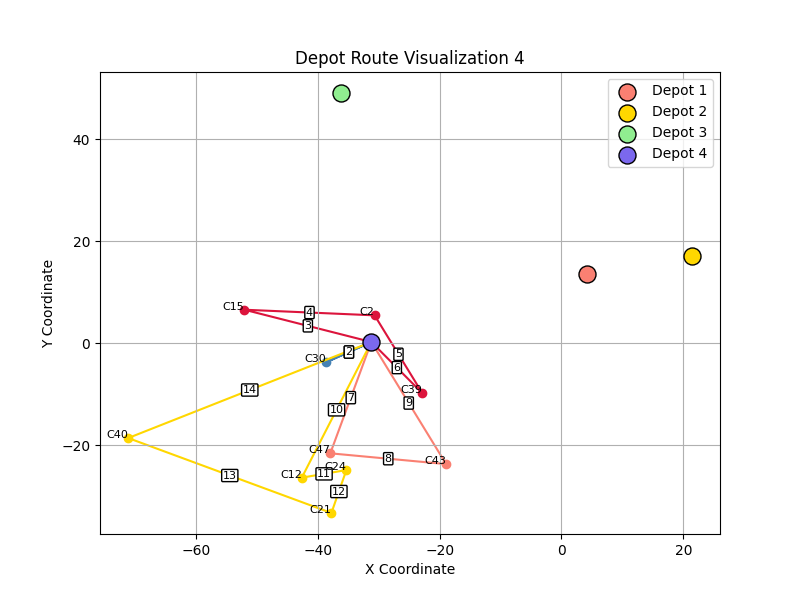 Depot Route Visualization 4
Depot 1
Depot 2
Depot 3
Depot 4
Y Coordinate
40
20
0
−20
C15
4
C2
3
5
2
C30
6
14
C39
7
9
10
C40
C47
8
C43
C12
11
C24
13
12
C21
−60
−40
−20
0
20
X Coordinate